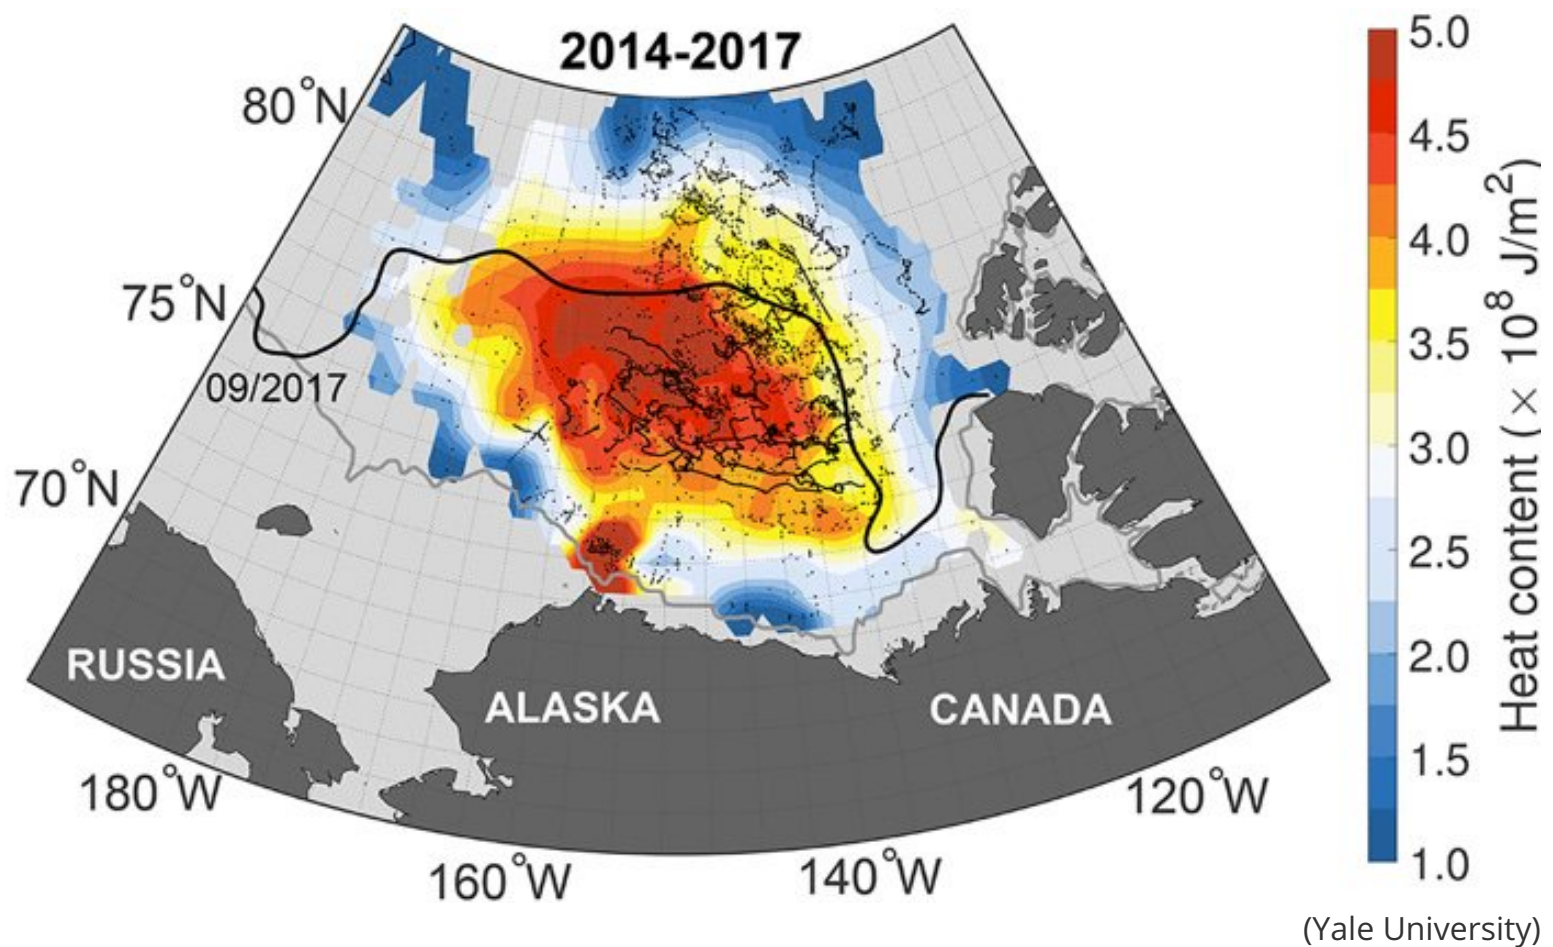 2014-2017
80°N
75°N
70°N
09/2017
RUSSIA
ALASKA
CANADA
180°W
160°W
140°W
120°W
5.0
4.5
4.0
3.5
3.0
2.5
2.0
1.5
1.0
Heat content (× 10⁸ J/m²)
(Yale University)